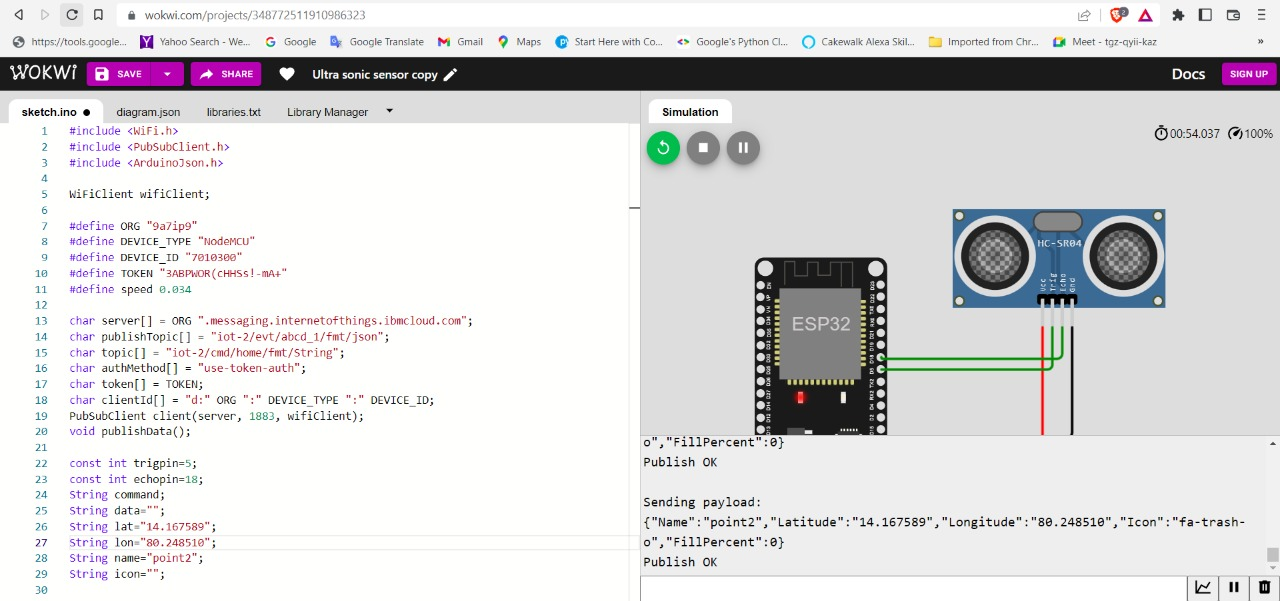 wokwi.com/projects/348772511910986323
2
https://tools.google...
Yahoo Search - We...
Google
Google Translate
Gmail
Maps
Start Here with Co...
Google's Python Cl...
Cakewalk Alexa Skil...
Imported from Chr...
Meet - tgz-qyii-kaz
»
WOKWI
SAVE
SHARE
Ultra sonic sensor copy
Docs
SIGN UP
sketch.ino
diagram.json
libraries.txt
Library Manager
1 #include <WiFi.h>
2 #include <PubSubClient.h>
3 #include <ArduinoJson.h>
4
5 WiFiClient wifiClient;
6
7 #define ORG "9a7ip9"
8 #define DEVICE_TYPE "NodeMCU"
9 #define DEVICE_ID "7010300"
10 #define TOKEN "3ABPWOR(cHHSs!-mA+"
11 #define speed 0.034
12
13 char server[] = ORG ".messaging.internetofthings.ibmcloud.com";
14 char publishTopic[] = "iot-2/evt/abcd_1/fmt/json";
15 char topic[] = "iot-2/cmd/home/fmt/String";
16 char authMethod[] = "use-token-auth";
17 char token[] = TOKEN;
18 char clientId[] = "d:" ORG ":" DEVICE_TYPE ":" DEVICE_ID;
19 PubSubClient client(server, 1883, wifiClient);
20 void publishData();
21
22 const int trigpin=5;
23 const int echopin=18;
24 String command;
25 String data="";
26 String lat="14.167589";
27 String lon="80.248510";
28 String name="point2";
29 String icon="";
30
Simulation
00:54.037
100%
HC-SR04
Vcc
Trig
Echo
Gnd
ESP32
o","FillPercent":0}
Publish OK
Sending payload:
{"Name":"point2","Latitude":"14.167589","Longitude":"80.248510","Icon":"fa-trash-
o","FillPercent":0}
Publish OK